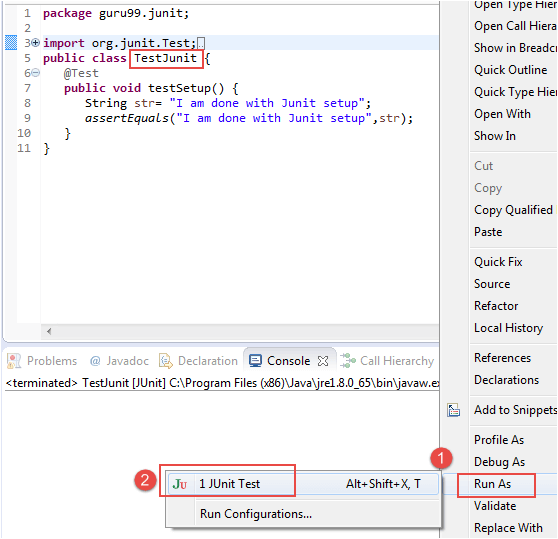 1 package guru99.junit;
2
3 import org.junit.Test;
5 public class TestJunit {
6 @Test
7 public void testSetup() {
8 String str= "I am done with Junit setup";
9 assertEquals("I am done with Junit setup",str);
10 }
11 }
Open Type Hier
Open Call Hierar
Show in Breadcr
Quick Outline
Quick Type Hier
Open With
Show In
Cut
Copy
Copy Qualified
Paste
Quick Fix
Source
Refactor
Local History
References
Declarations
Add to Snippets
Profile As
Debug As
1
Run As
Validate
Replace With
Problems @ Javadoc Declaration Console Call Hierarchy
<terminated> TestJunit [JUnit] C:\Program Files (x86)\Java\jre1.8.0_65\bin\javaw.ex
2 JU 1 JUnit Test Alt+Shift+X, T
Run Configurations...